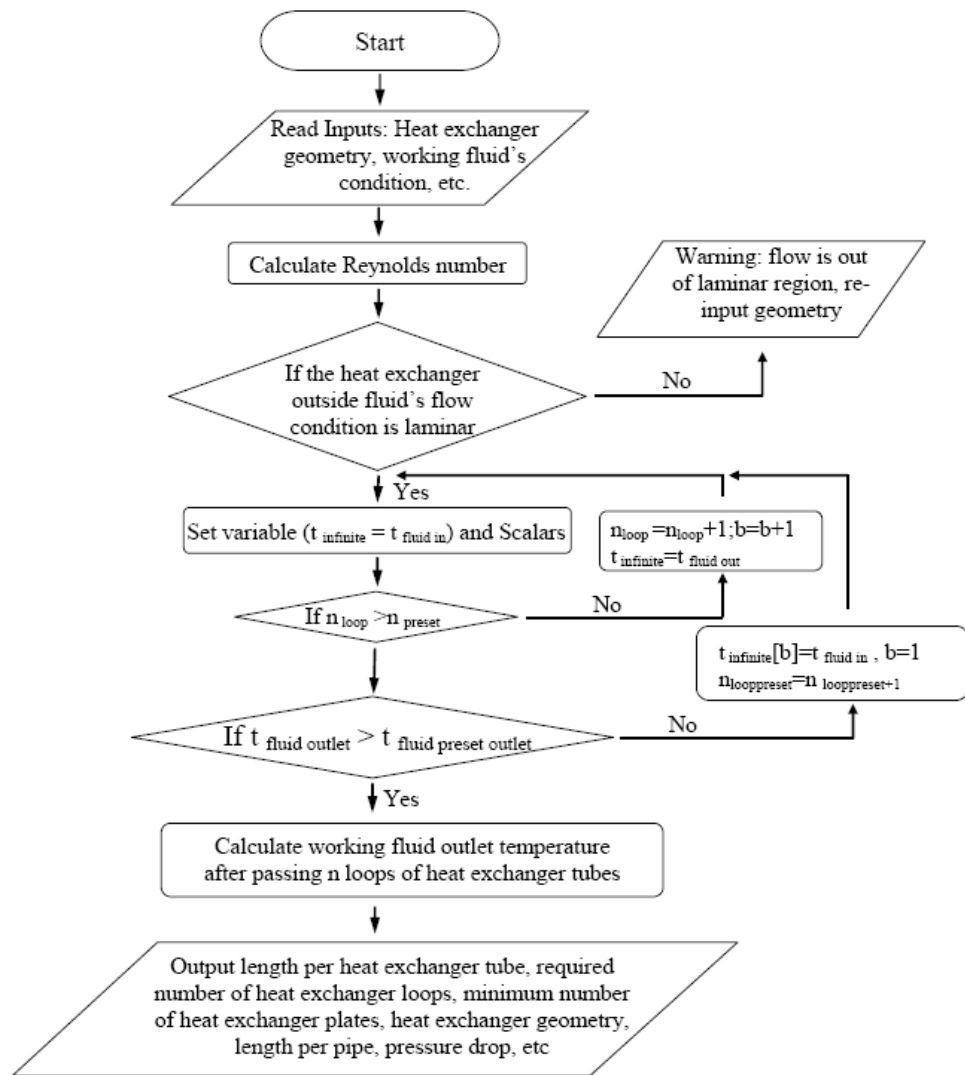 Start
Read Inputs: Heat exchanger
geometry, working fluid's
condition, etc.
Calculate Reynolds number
Warning: flow is out
of laminar region, re-
input geometry
If the heat exchanger
outside fluid's flow
condition is laminar
No
Yes
Set variable (t infinite = t fluid in) and Scalars
n loop =n loop+1;b=b+1
t infinite=t fluid out
If n loop >n preset
No
t infinite[b]=t fluid in , b=1
n looppreset=n looppreset+1
If t fluid outlet > t fluid preset outlet
No
Yes
Calculate working fluid outlet temperature
after passing n loops of heat exchanger tubes
Output length per heat exchanger tube, required
number of heat exchanger loops, minimum number
of heat exchanger plates, heat exchanger geometry,
length per pipe, pressure drop, etc